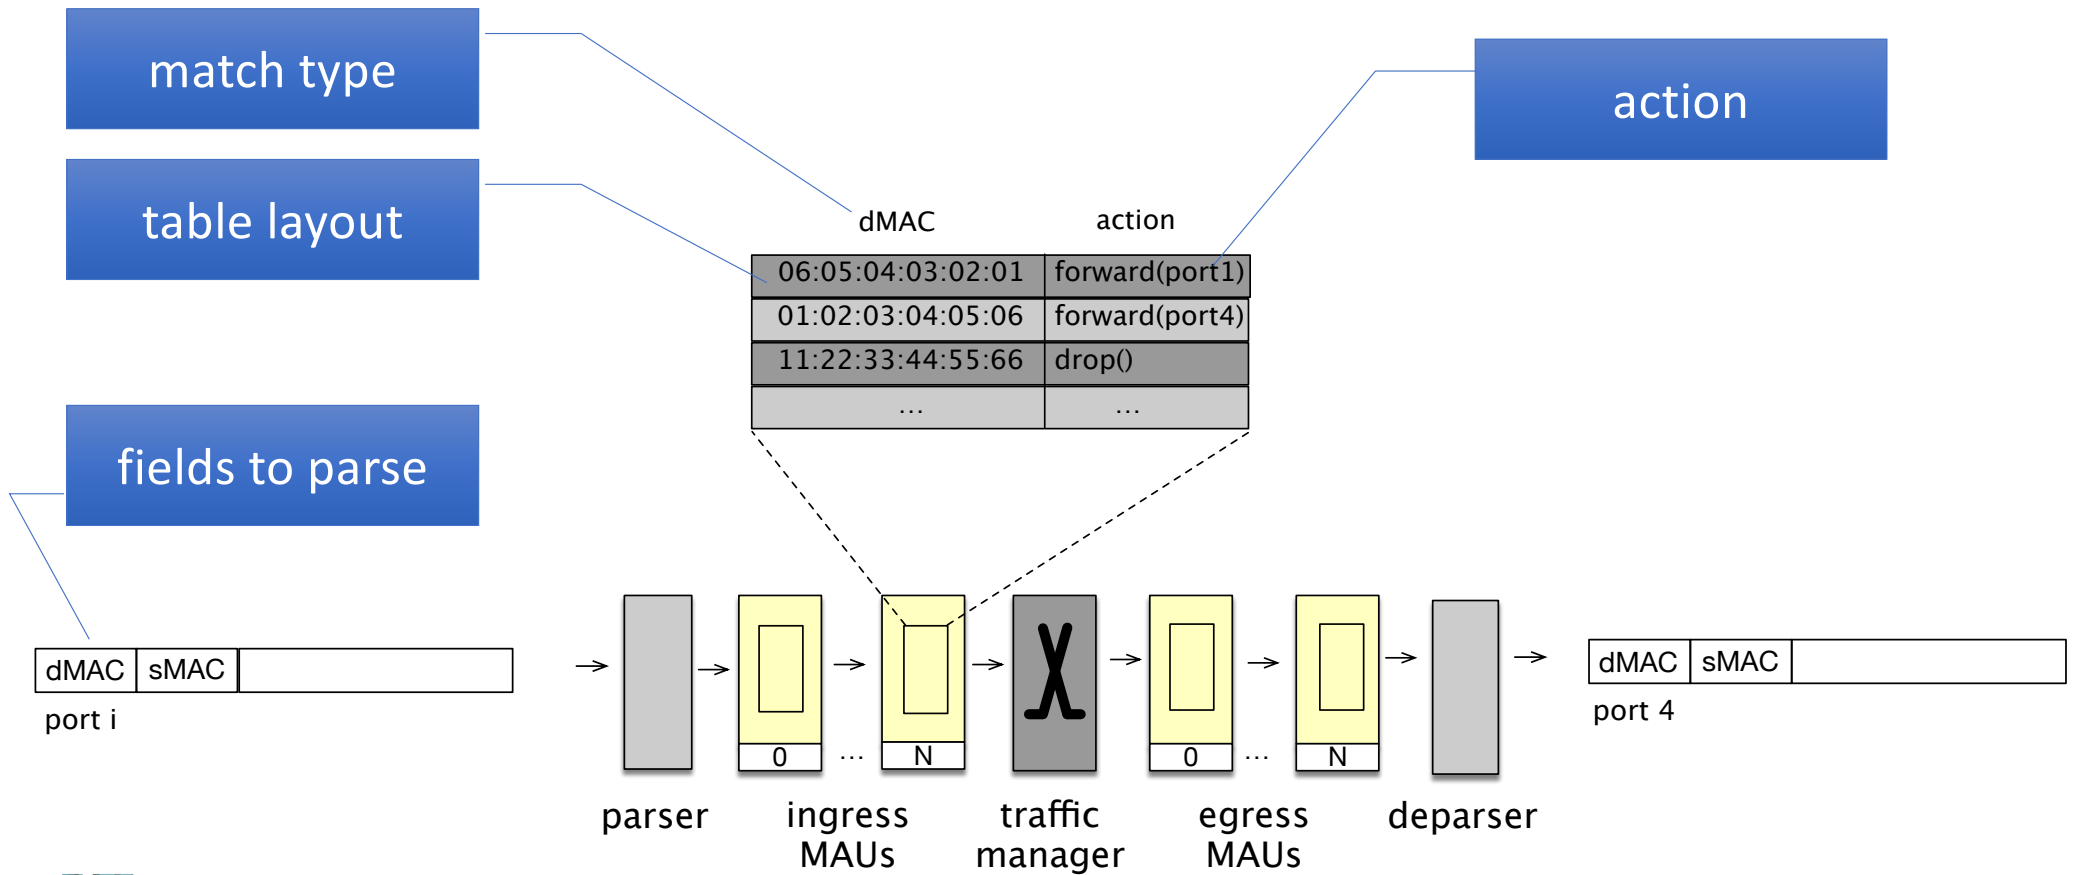 match type
action
table layout
dMAC action
06:05:04:03:02:01 forward(port1)
01:02:03:04:05:06 forward(port4)
11:22:33:44:55:66 drop()
... ...
fields to parse
dMAC sMAC
port i
0 ... N
0 ... N
dMAC sMAC
port 4
parser
ingress
MAUs
traffic
manager
egress
MAUs
deparser